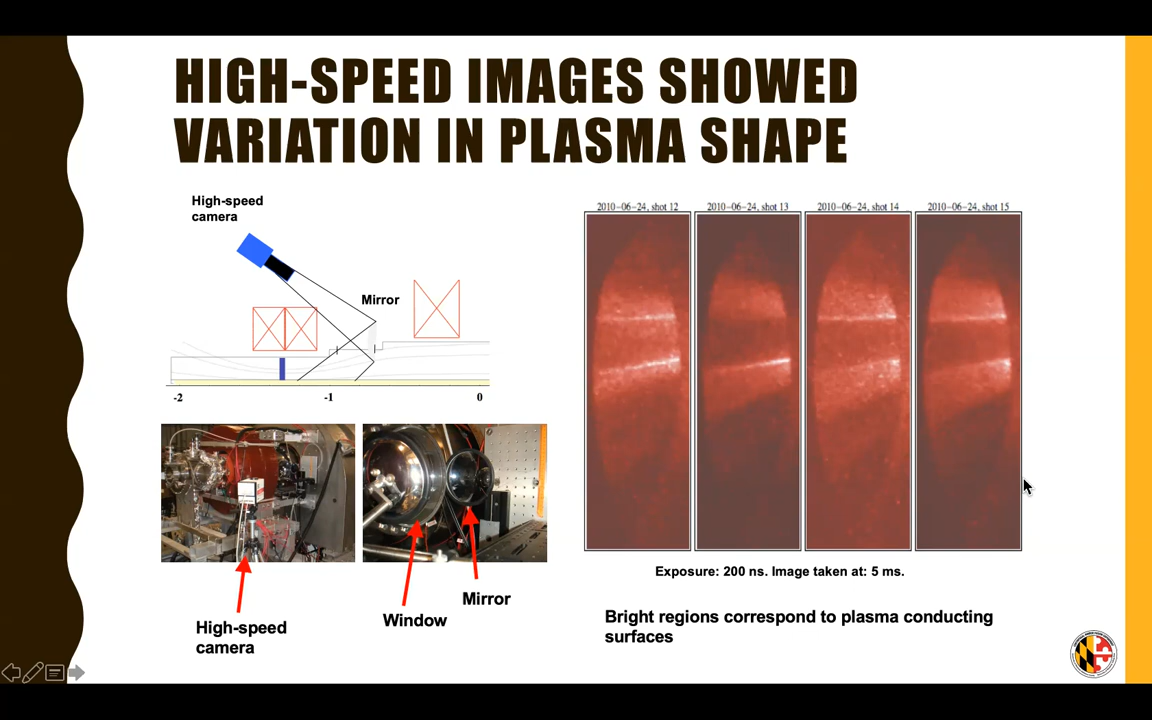 HIGH-SPEED IMAGES SHOWED
VARIATION IN PLASMA SHAPE
High-speed
camera
Mirror
-2
-1
0
High-speed
camera
Window
Mirror
2010-06-24, shot 12
2010-06-24, shot 13
2010-06-24, shot 14
2010-06-24, shot 15
Exposure: 200 ns. Image taken at: 5 ms.
Bright regions correspond to plasma conducting
surfaces